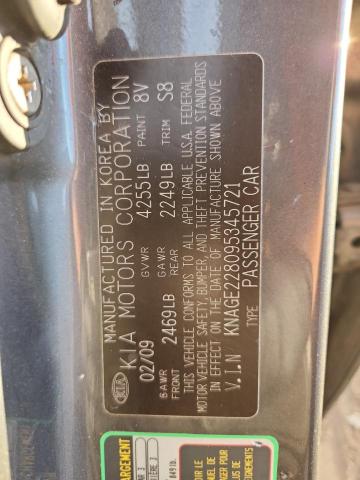 MANUFACTURED IN KOREA BY
KIA KIA MOTORS CORPORATION
02/09 GVWR 4255LB PAINT 8V
GAWR FRONT 2469LB GAWR REAR 2249LB TRIM S8
THIS VEHICLE CONFORMS TO ALL APPLICABLE U.S.A. FEDERAL
MOTOR VEHICLE SAFETY, BUMPER, AND THEFT PREVENTION STANDARDS
IN EFFECT ON THE DATE OF MANUFACTURE SHOWN ABOVE
V.I.N KNAGE228095345721
TYPE PASSENGER CAR